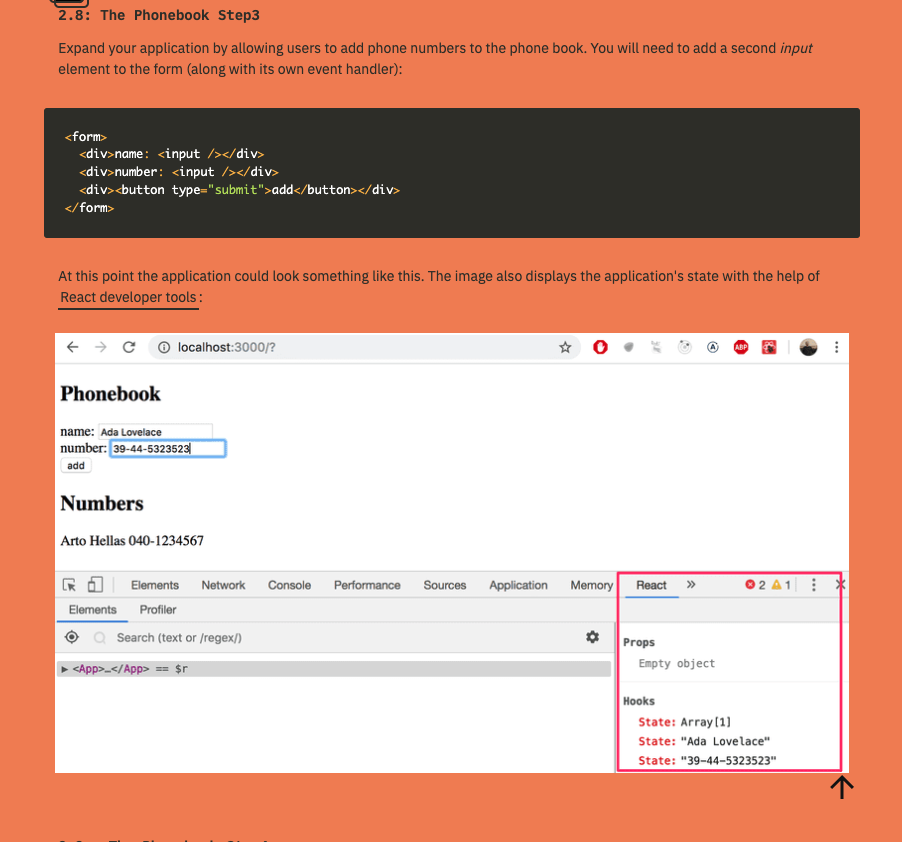 2.8: The Phonebook Step3
Expand your application by allowing users to add phone numbers to the phone book. You will need to add a second input
element to the form (along with its own event handler):
<form>
<div>name: <input /></div>
<div>number: <input /></div>
<div><button type="submit">add</button></div>
</form>
At this point the application could look something like this. The image also displays the application's state with the help of
React developer tools:
localhost:3000/?
ABP
Phonebook
name: Ada Lovelace
number: 39-44-5323523
add
Numbers
Arto Hellas 040-1234567
Elements Network Console Performance Sources Application Memory React » 2 1
Elements Profiler
Search (text or /regex/)
▶ <App>…</App> == $r
Props
Empty object
Hooks
State: Array[1]
State: "Ada Lovelace"
State: "39-44-5323523"